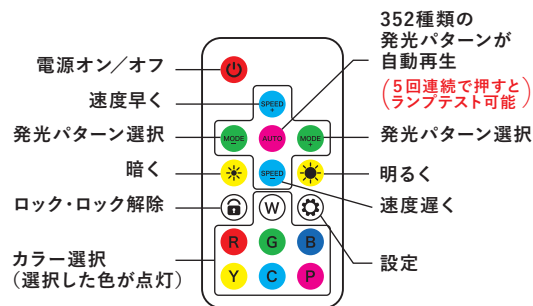 352種類の
発光パターンが
自動再生
(5回連続で押すと
ランプテスト可能)
電源オン／オフ
速度早く
SPEED
+
発光パターン選択
MODE
−
AUTO
MODE
+
発光パターン選択
暗く
SPEED
−
明るく
ロック・ロック解除
W
速度遅く
R
G
B
カラー選択
(選択した色が点灯)
設定
Y
C
P